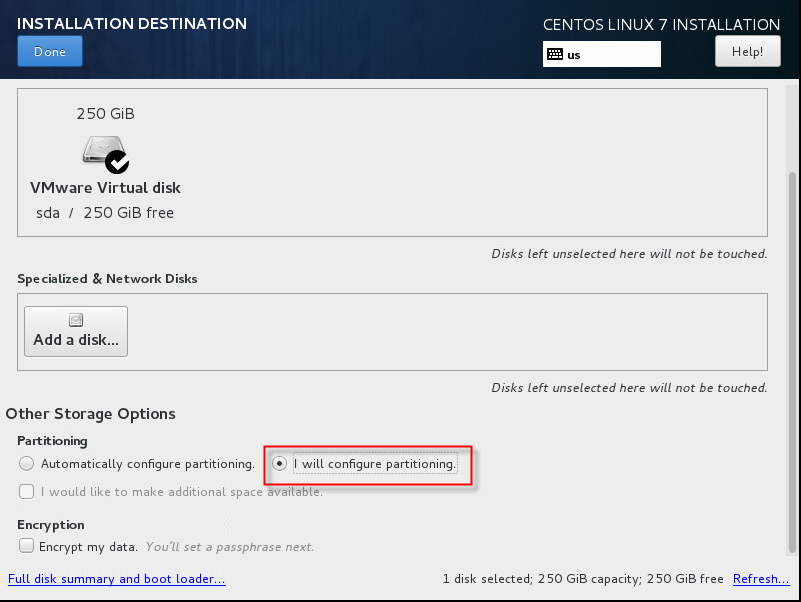 INSTALLATION DESTINATION
CENTOS LINUX 7 INSTALLATION
Done
us
Help!
250 GiB
VMware Virtual disk
sda / 250 GiB free
Disks left unselected here will not be touched.
Specialized & Network Disks
Add a disk...
Disks left unselected here will not be touched.
Other Storage Options
Partitioning
Automatically configure partitioning. I will configure partitioning.
I would like to make additional space available.
Encryption
Encrypt my data. You'll set a passphrase next.
Full disk summary and boot loader... 1 disk selected; 250 GiB capacity; 250 GiB free Refresh...